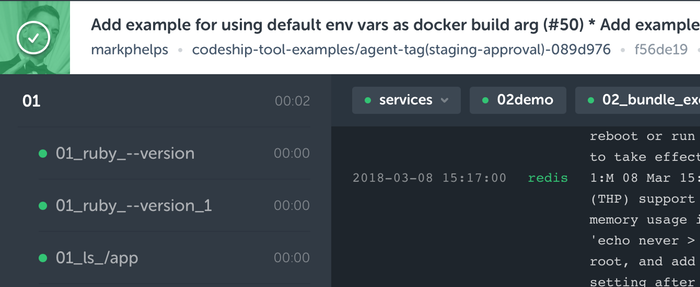 Add example for using default env vars as docker build arg (#50) * Add example
markphelps • codeship-tool-examples/agent-tag(staging-approval)-089d976 • f56de19
01 00:02
services 02demo 02_bundle_exe
01_ruby_--version 00:00
01_ruby_--version_1 00:00
01_ls_/app 00:00
reboot or run
to take effect
2018-03-08 15:17:00 redis 1:M 08 Mar 15:
(THP) support
memory usage i
'echo never >
root, and add
setting after